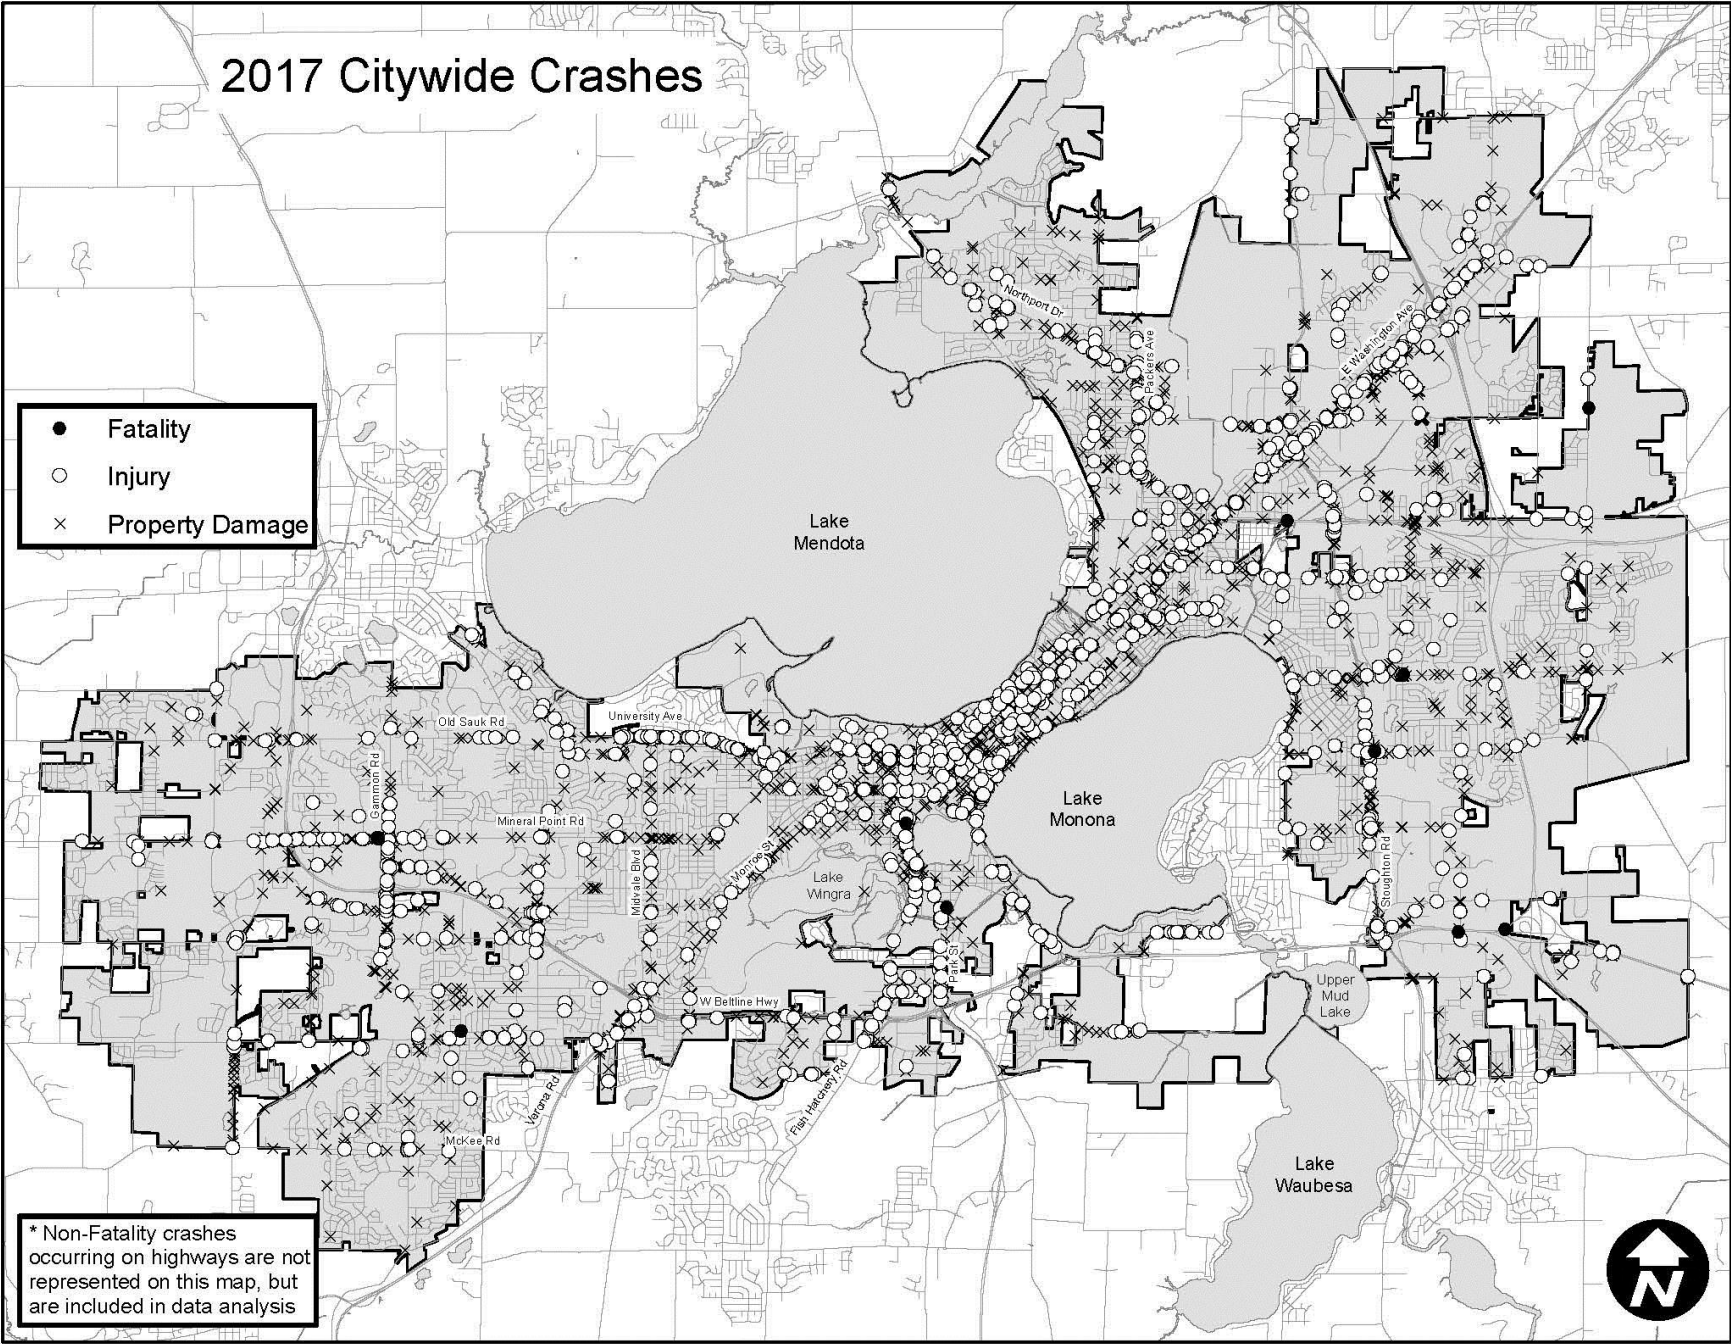 2017 Citywide Crashes
Fatality
Injury
Property Damage
Northport Dr
Packers Ave
E Washington Ave
Lake
Mendota
Old Sauk Rd
University Ave
Gammon Rd
Mineral Point Rd
Midvale Blvd
Monroe St
Lake
Wingra
Lake
Monona
Stoughton Rd
Park St
W Beltline Hwy
Upper
Mud
Lake
Verona Rd
Fish Hatchery Rd
McKee Rd
Lake
Waubesa
* Non-Fatality crashes
occurring on highways are not
represented on this map, but
are included in data analysis
N